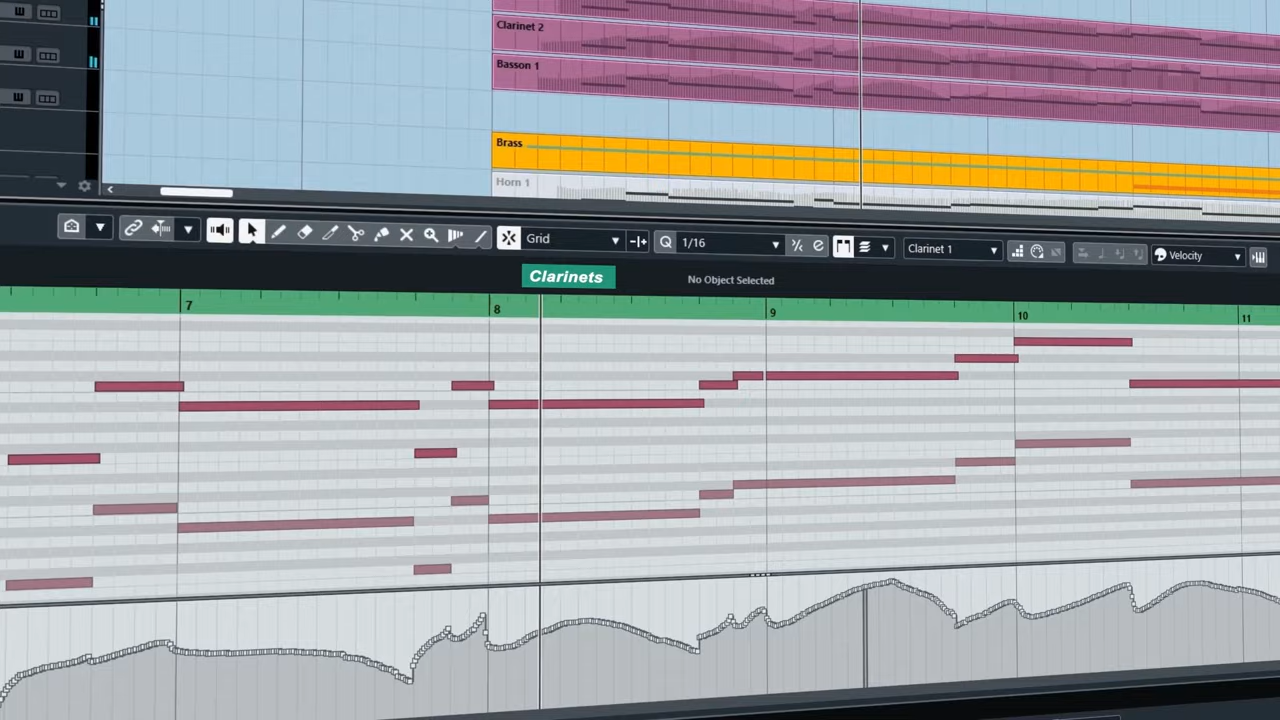 Clarinet 2
Basson 1
Brass
Horn 1
Grid
Q 1/16
Clarinet 1
Velocity
Clarinets
No Object Selected
7 8 9 10 11